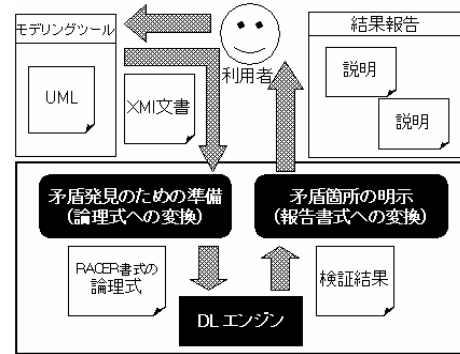 モデリングツール
UML
XMI文書
利用者
結果報告
説明
説明
矛盾発見のための準備
(論理式への変換)
矛盾箇所の明示
(報告書式への変換)
RACER書式の
論理式
DLエンジン
検証結果